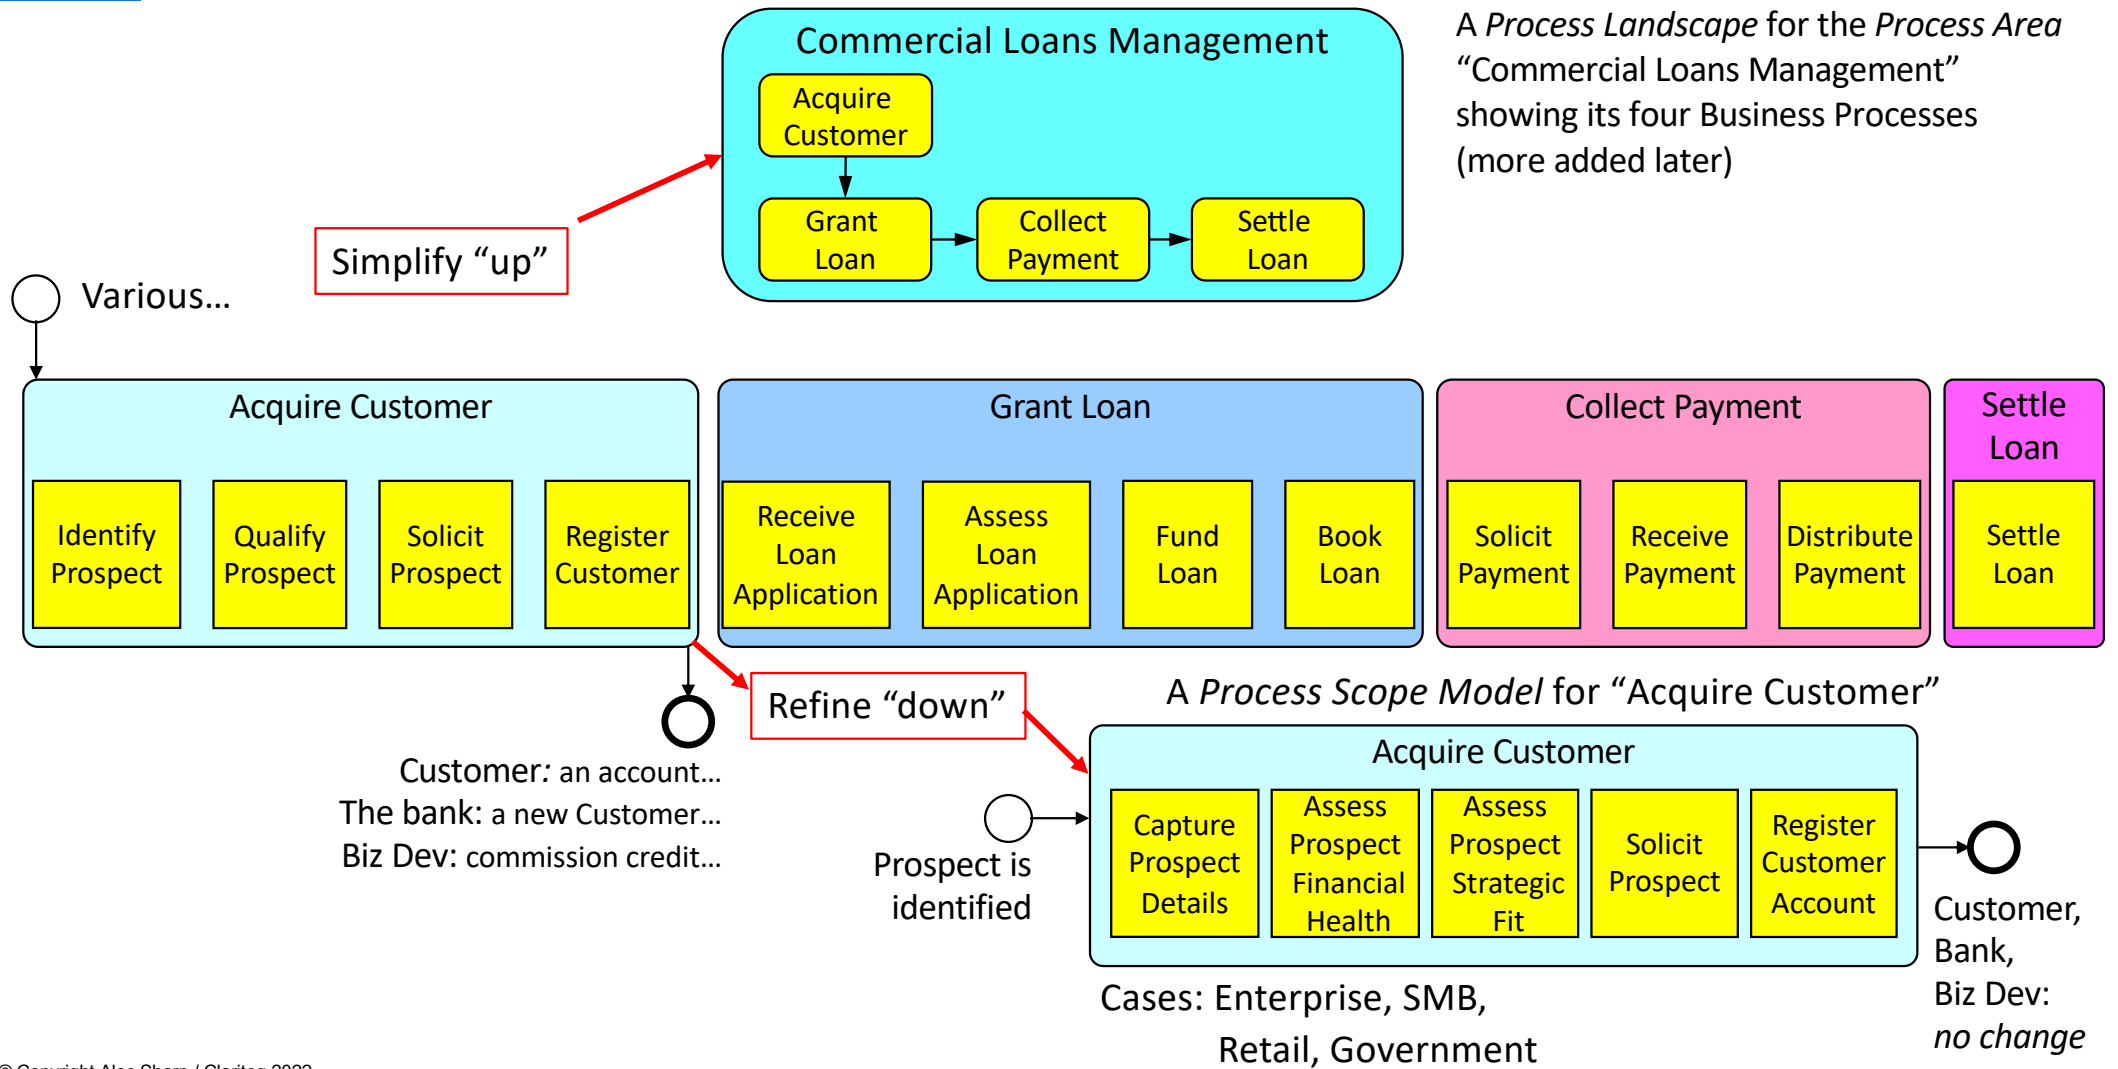 Commercial Loans Management
Acquire
Customer
Grant
Loan
Collect
Payment
Settle
Loan
A Process Landscape for the Process Area
“Commercial Loans Management”
showing its four Business Processes
(more added later)
Simplify “up”
Various...
Acquire Customer
Identify
Prospect
Qualify
Prospect
Solicit
Prospect
Register
Customer
Grant Loan
Receive
Loan
Application
Assess
Loan
Application
Fund
Loan
Book
Loan
Collect Payment
Solicit
Payment
Receive
Payment
Distribute
Payment
Settle
Loan
Settle
Loan
Customer: an account...
The bank: a new Customer...
Biz Dev: commission credit...
Refine “down”
A Process Scope Model for “Acquire Customer”
Prospect is
identified
Acquire Customer
Capture
Prospect
Details
Assess
Prospect
Financial
Health
Assess
Prospect
Strategic
Fit
Solicit
Prospect
Register
Customer
Account
Customer,
Bank,
Biz Dev:
no change
Cases: Enterprise, SMB,
Retail, Government
© Copyright Alec Sharp / Clariteq 2022